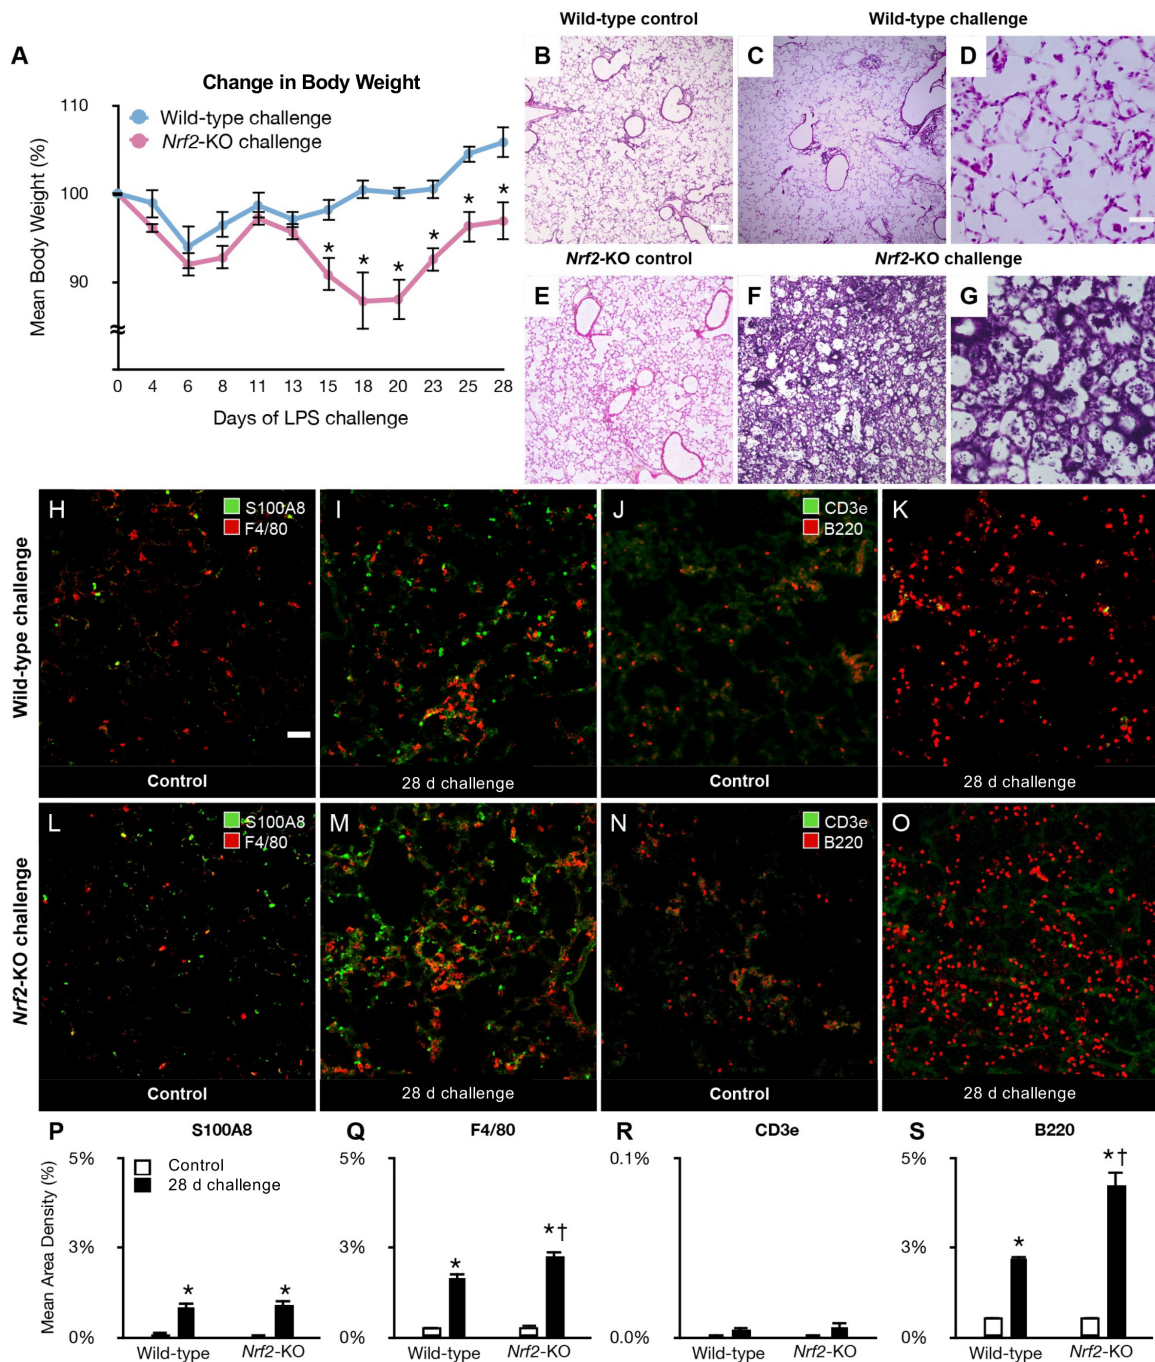 Wild-type control
Wild-type challenge
A
B
C
D
Change in Body Weight
110
Wild-type challenge
Nrf2-KO challenge
Mean Body Weight (%)
100
90
* * * * * *
0 4 6 8 11 13 15 18 20 23 25 28
Days of LPS challenge
Nrf2-KO control
Nrf2-KO challenge
E
F
G
Wild-type challenge
H
S100A8
F4/80
Control
I
28 d challenge
J
CD3e
B220
Control
K
28 d challenge
Nrf2-KO challenge
L
S100A8
F4/80
Control
M
28 d challenge
N
CD3e
B220
Control
O
28 d challenge
P
S100A8
Mean Area Density (%)
5%
3%
0%
Control
28 d challenge
* *
Wild-type Nrf2-KO
Q
F4/80
5%
3%
0%
* *†
Wild-type Nrf2-KO
R
CD3e
0.1%
0.0%
Wild-type Nrf2-KO
S
B220
5%
3%
0%
* *†
Wild-type Nrf2-KO